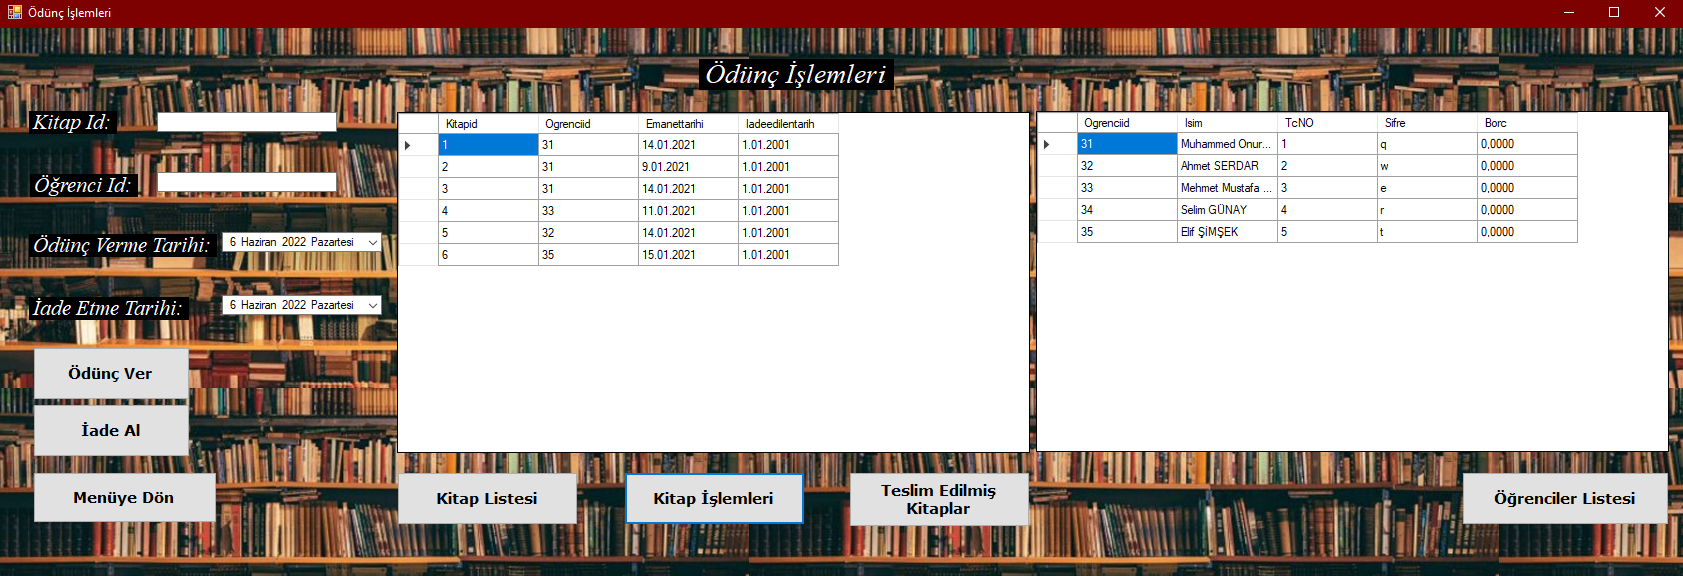 Ödünç İşlemleri
Ödünç İşlemleri
Kitap Id:
Öğrenci Id:
Ödünç Verme Tarihi: 6 Haziran 2022 Pazartesi
İade Etme Tarihi: 6 Haziran 2022 Pazartesi
Ödünç Ver
İade Al
Menüye Dön
Kitapid Ogrenciid Emanettarihi Iadeedilentarih
1 31 14.01.2021 1.01.2001
2 31 9.01.2021 1.01.2001
3 31 14.01.2021 1.01.2001
4 33 11.01.2021 1.01.2001
5 32 14.01.2021 1.01.2001
6 35 15.01.2021 1.01.2001
Ogrenciid Isim TcNO Sifre Borc
31 Muhammed Onur... 1 q 0,0000
32 Ahmet SERDAR 2 w 0,0000
33 Mehmet Mustafa ... 3 e 0,0000
34 Selim GÜNAY 4 r 0,0000
35 Elif ŞİMŞEK 5 t 0,0000
Kitap Listesi
Kitap İşlemleri
Teslim Edilmiş
Kitaplar
Öğrenciler Listesi